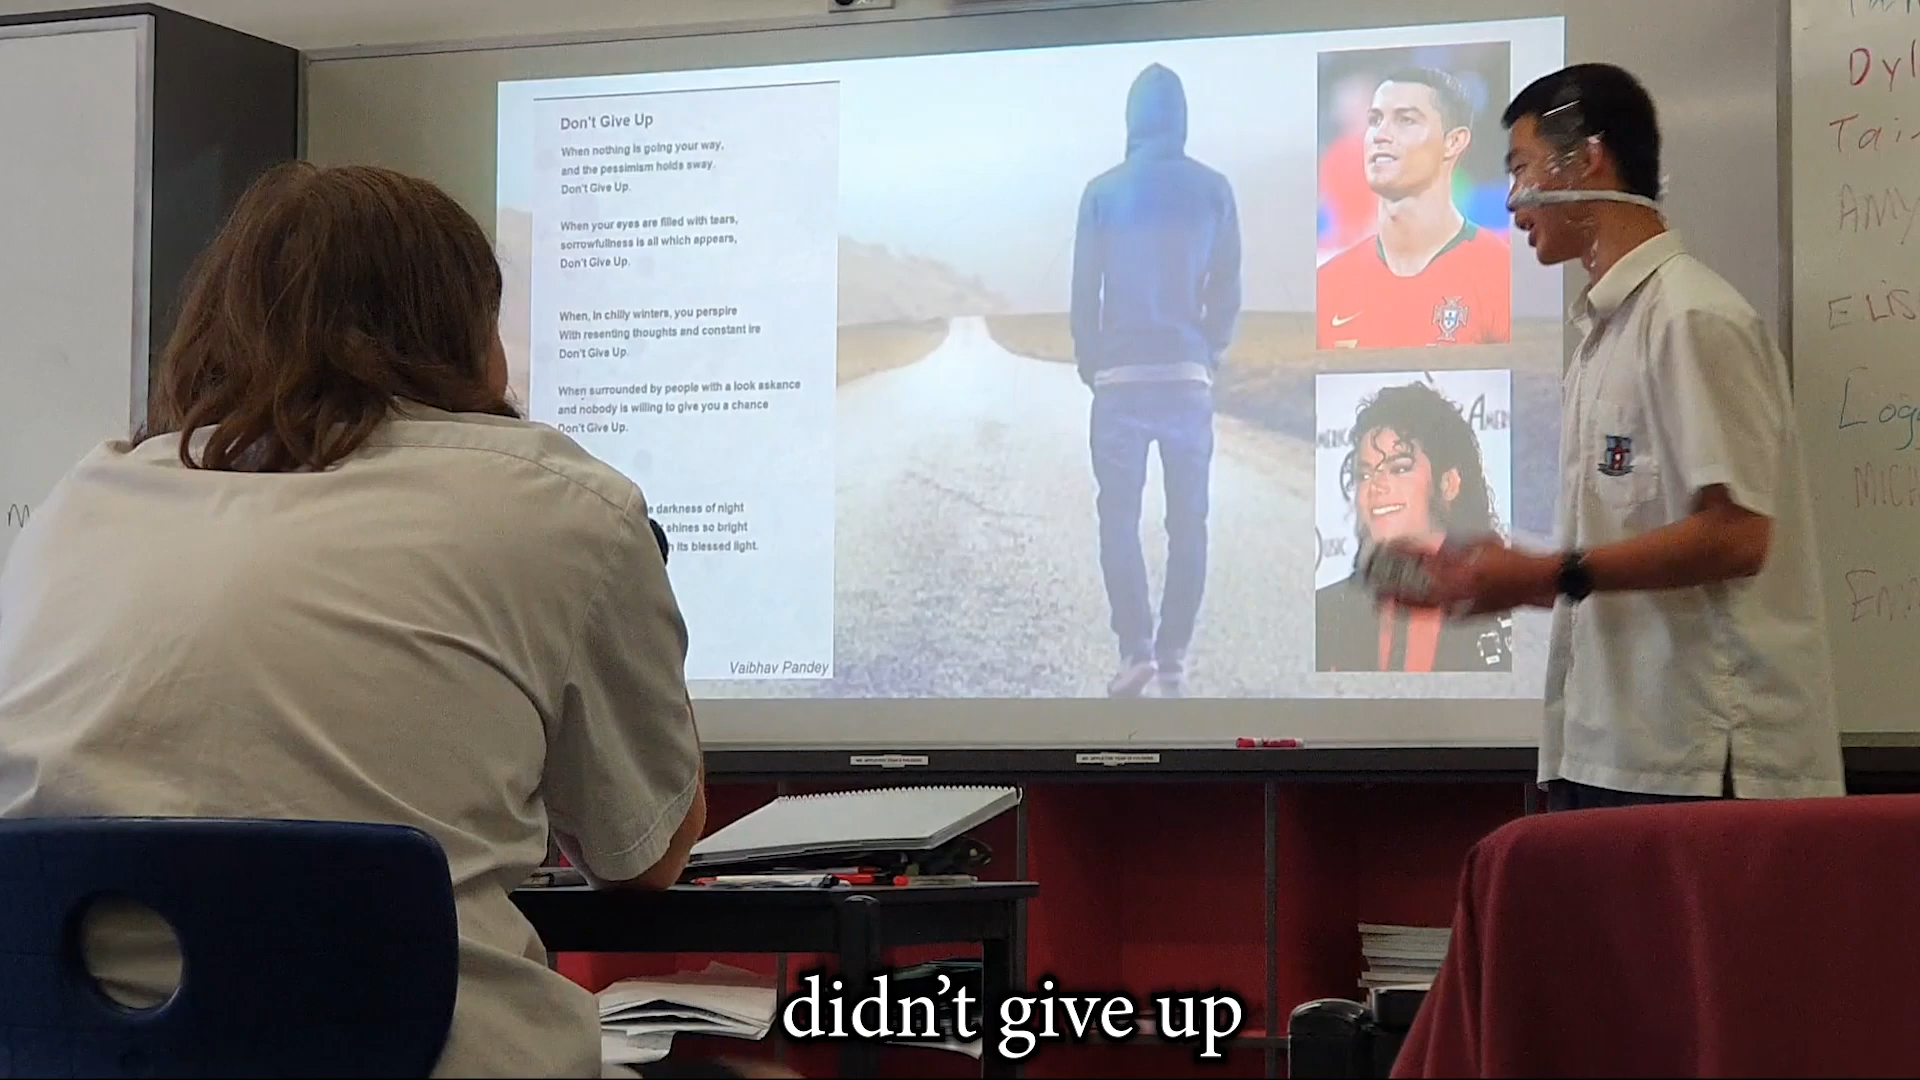 Don't Give Up
When nothing is going your way,
and the pessimism holds sway.
Don't Give Up.
When your eyes are filled with tears,
sorrowfullness is all which appears,
Don't Give Up.
When, in chilly winters, you perspire
With resenting thoughts and constant ire
Don't Give Up.
When surrounded by people with a look askance
and nobody is willing to give you a chance
Don't Give Up.
darkness of night
shines so bright
its blessed light.
Vaibhav Pandey
Dyl
Tai
AMY
ELIS
Log
MICH
didn't give up